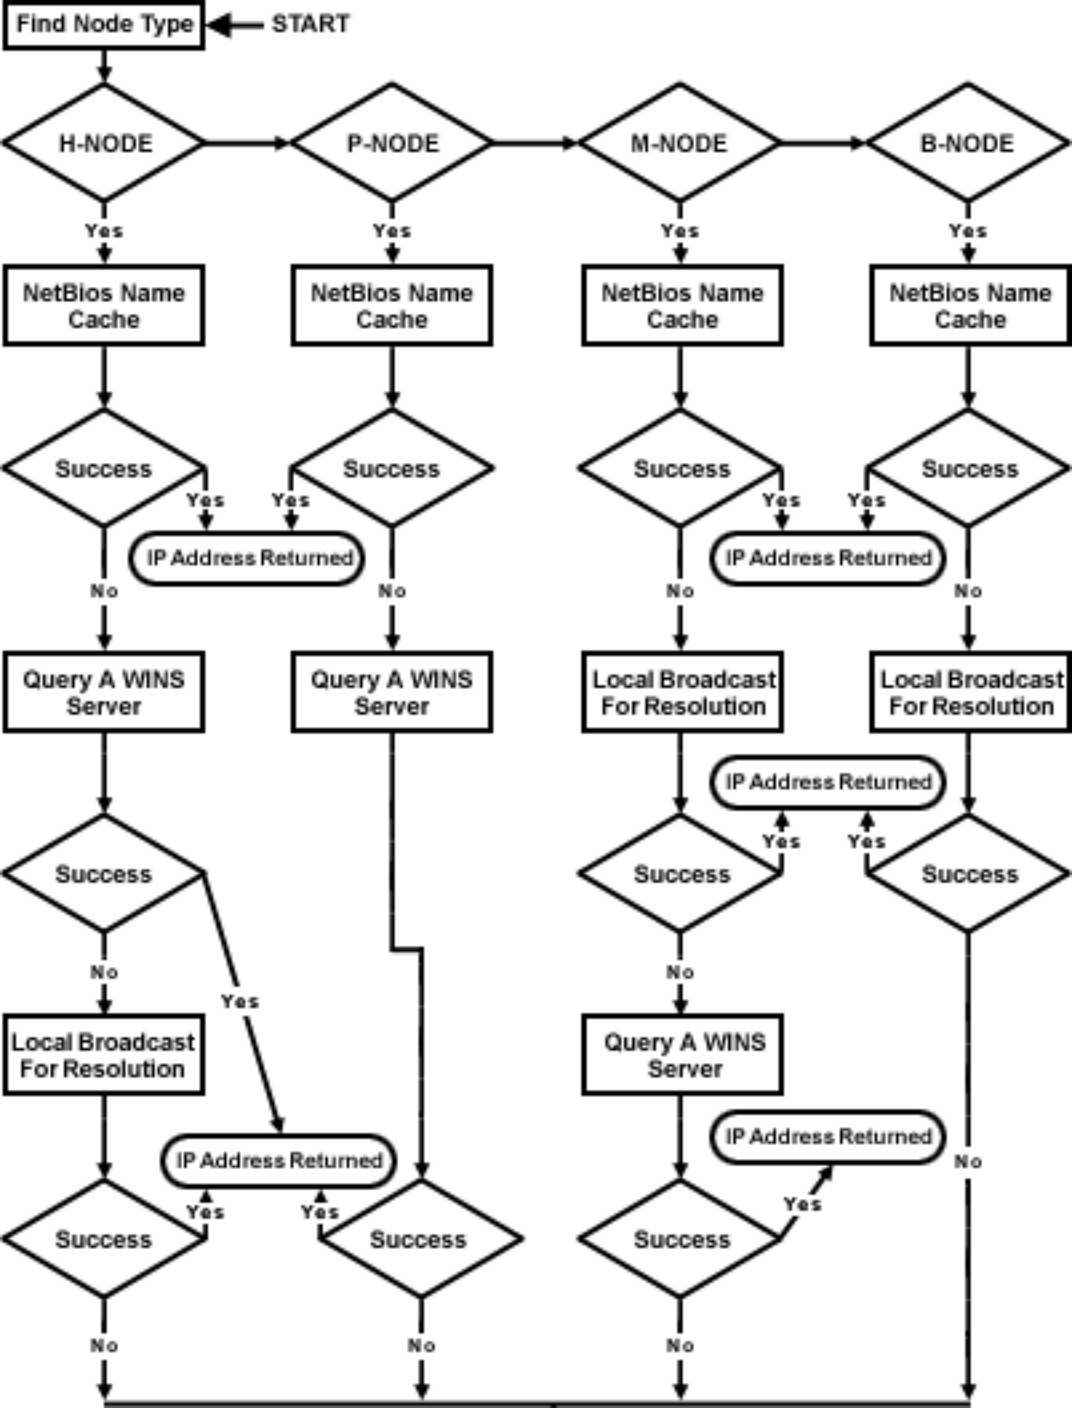 Find Node Type
START
H-NODE
P-NODE
M-NODE
B-NODE
Yes
Yes
Yes
Yes
NetBios Name
Cache
NetBios Name
Cache
NetBios Name
Cache
NetBios Name
Cache
Success
Success
Success
Success
Yes
Yes
Yes
Yes
IP Address Returned
IP Address Returned
No
No
No
No
Query A WINS
Server
Query A WINS
Server
Local Broadcast
For Resolution
Local Broadcast
For Resolution
IP Address Returned
Yes
Yes
Success
Success
Success
No
No
Yes
Local Broadcast
For Resolution
Query A WINS
Server
IP Address Returned
IP Address Returned
No
Yes
Yes
Yes
Success
Success
Success
No
No
No